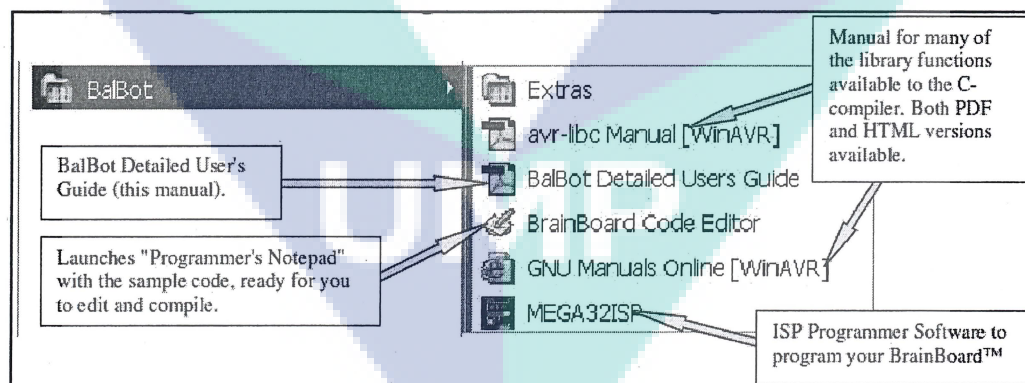 BalBot
Extras
avr-libc Manual [WinAVR]
BalBot Detailed Users Guide
BrainBoard Code Editor
GNU Manuals Online [WinAVR]
MEGA32ISP
Manual for many of
the library functions
available to the C-
compiler. Both PDF
and HTML versions
available.
BalBot Detailed User's
Guide (this manual).
Launches "Programmer's Notepad"
with the sample code, ready for you
to edit and compile.
ISP Programmer Software to
program your BrainBoard™
UMP